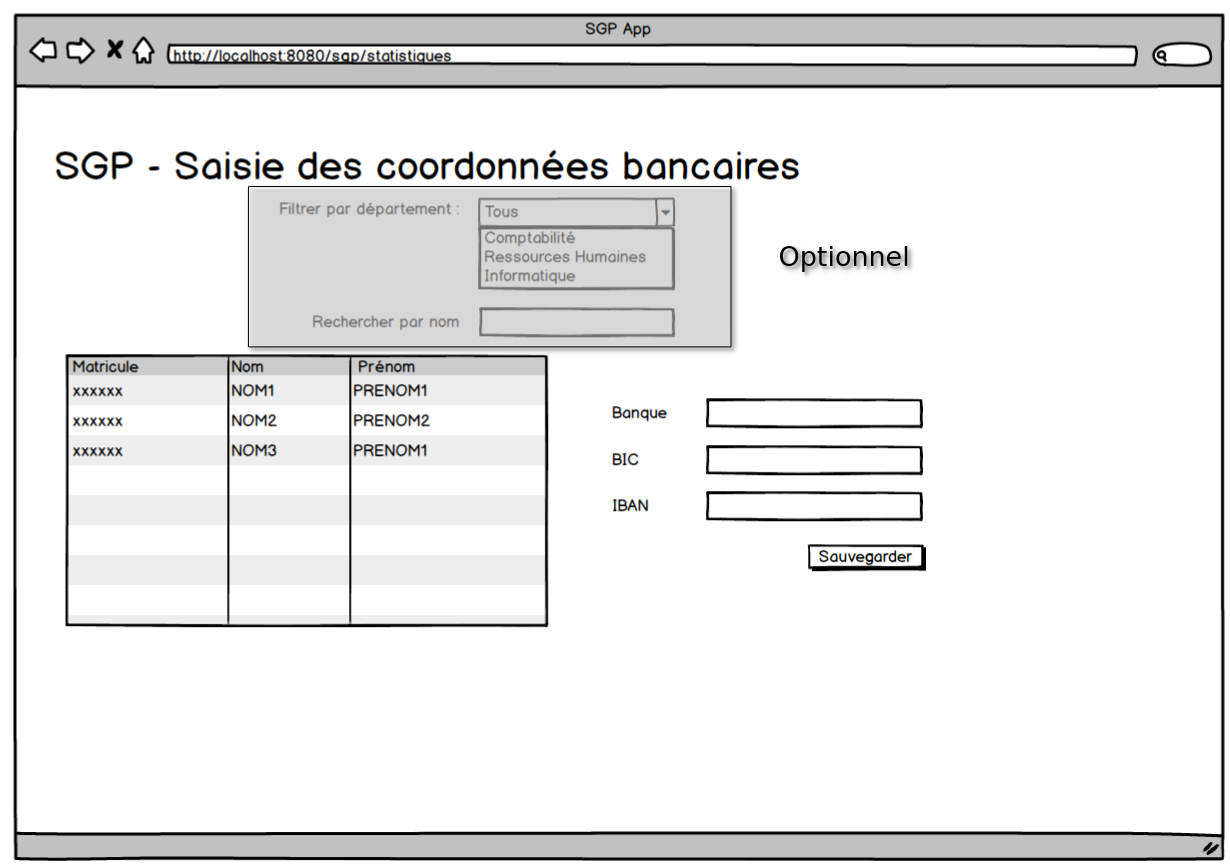 SGP App
http://localhost:8080/sgp/statistiques
SGP - Saisie des coordonnées bancaires
Filtrer par département : Tous
Comptabilité
Ressources Humaines
Informatique
Optionnel
Rechercher par nom
Matricule Nom Prénom
xxxxxx NOM1 PRENOM1
xxxxxx NOM2 PRENOM2
xxxxxx NOM3 PRENOM1
Banque
BIC
IBAN
Sauvegarder